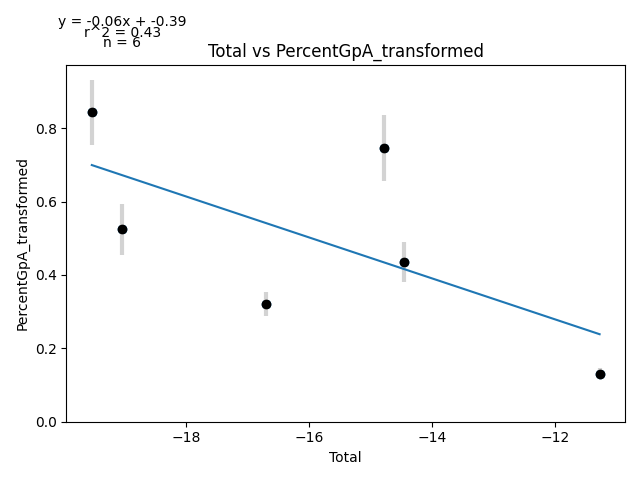 y = -0.06x + -0.39
r^2 = 0.43
n = 6
Total vs PercentGpA_transformed
PercentGpA_transformed
0.8
0.6
0.4
0.2
0.0
−18
−16
−14
−12
Total